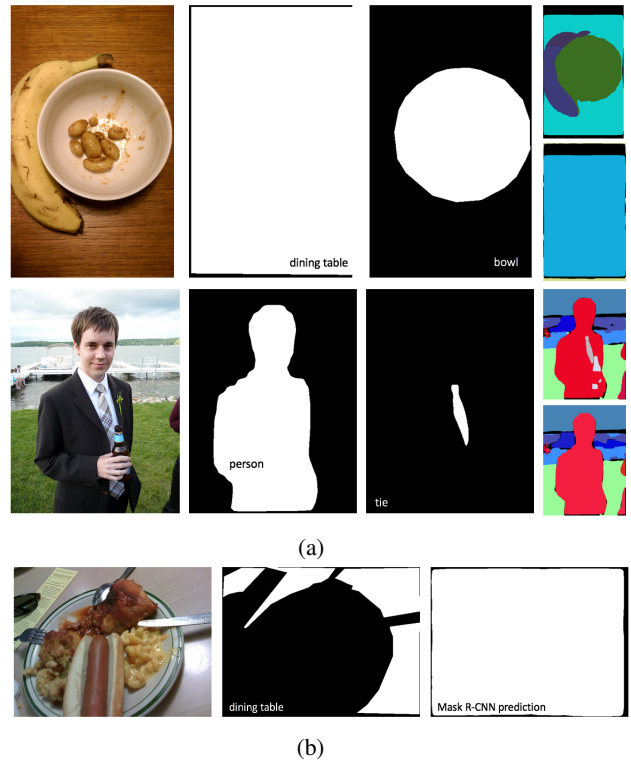 dining table
bowl
person
tie
(a)
dining table
Mask R-CNN prediction
(b)